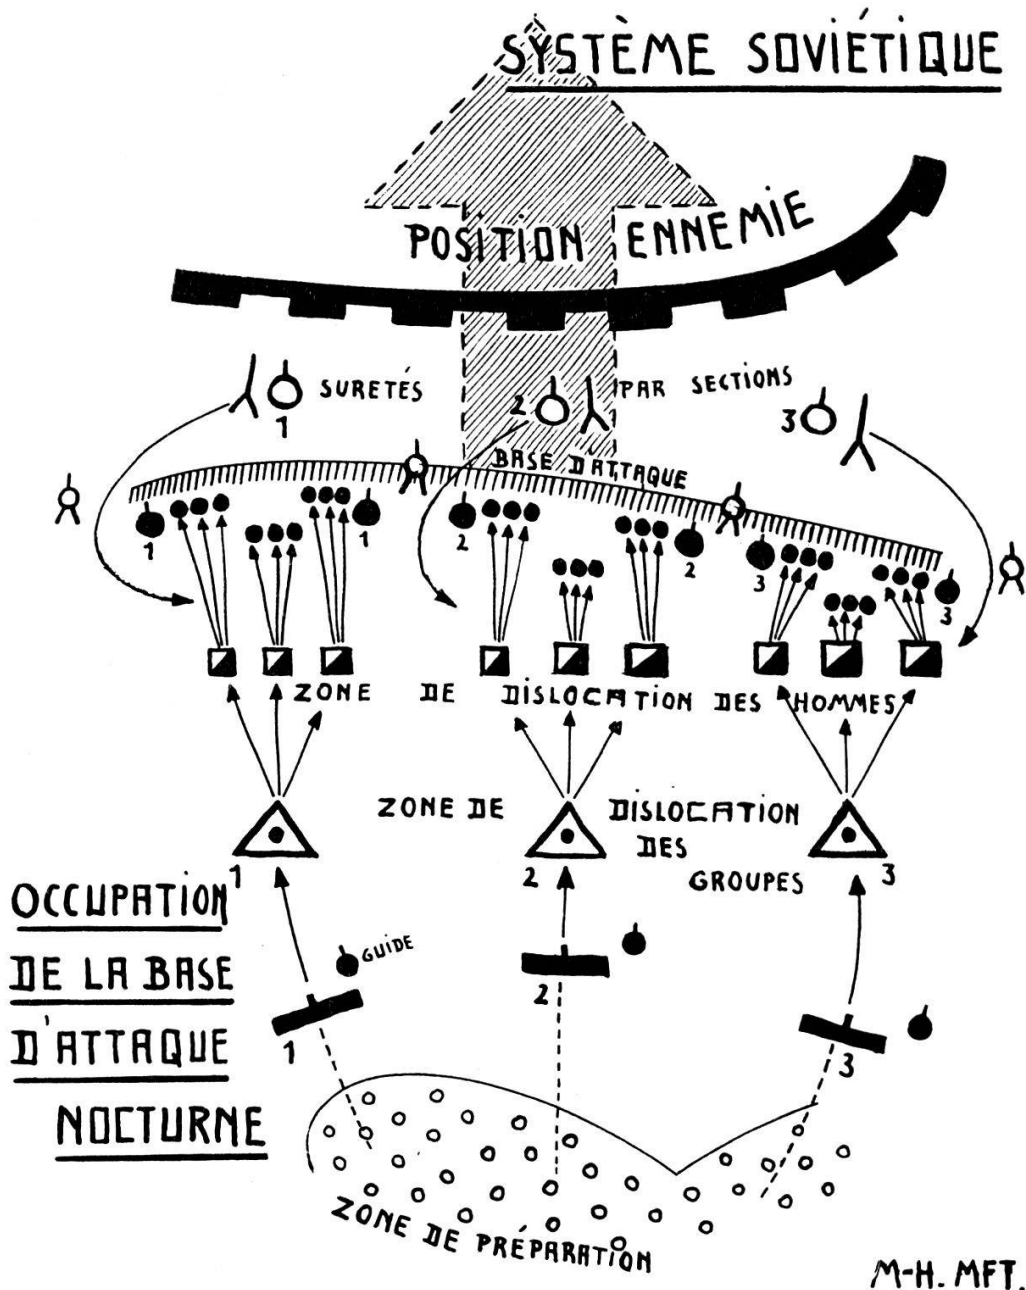 SYSTÈME SOVIÉTIQUE
POSITION ENNEMIE
SURETÉS
PAR SECTIONS
1
2
3
BASE D'ATTAQUE
1
1
2
2
3
3
ZONE DE DISLOCATION DES HOMMES
ZONE DE DISLOCATION
DES
GROUPES
1
2
3
OCCUPATION
DE LA BASE
D'ATTAQUE
NOCTURNE
GUIDE
1
2
3
ZONE DE PRÉPARATION
M-H. MFT.